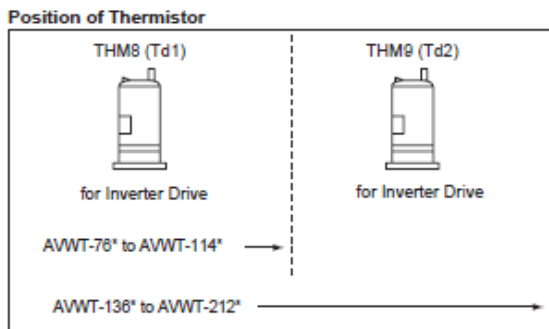 Position of Thermistor
THM8 (Td1)
THM9 (Td2)
for Inverter Drive
for Inverter Drive
AVWT-76* to AVWT-114*
AVWT-136* to AVWT-212*